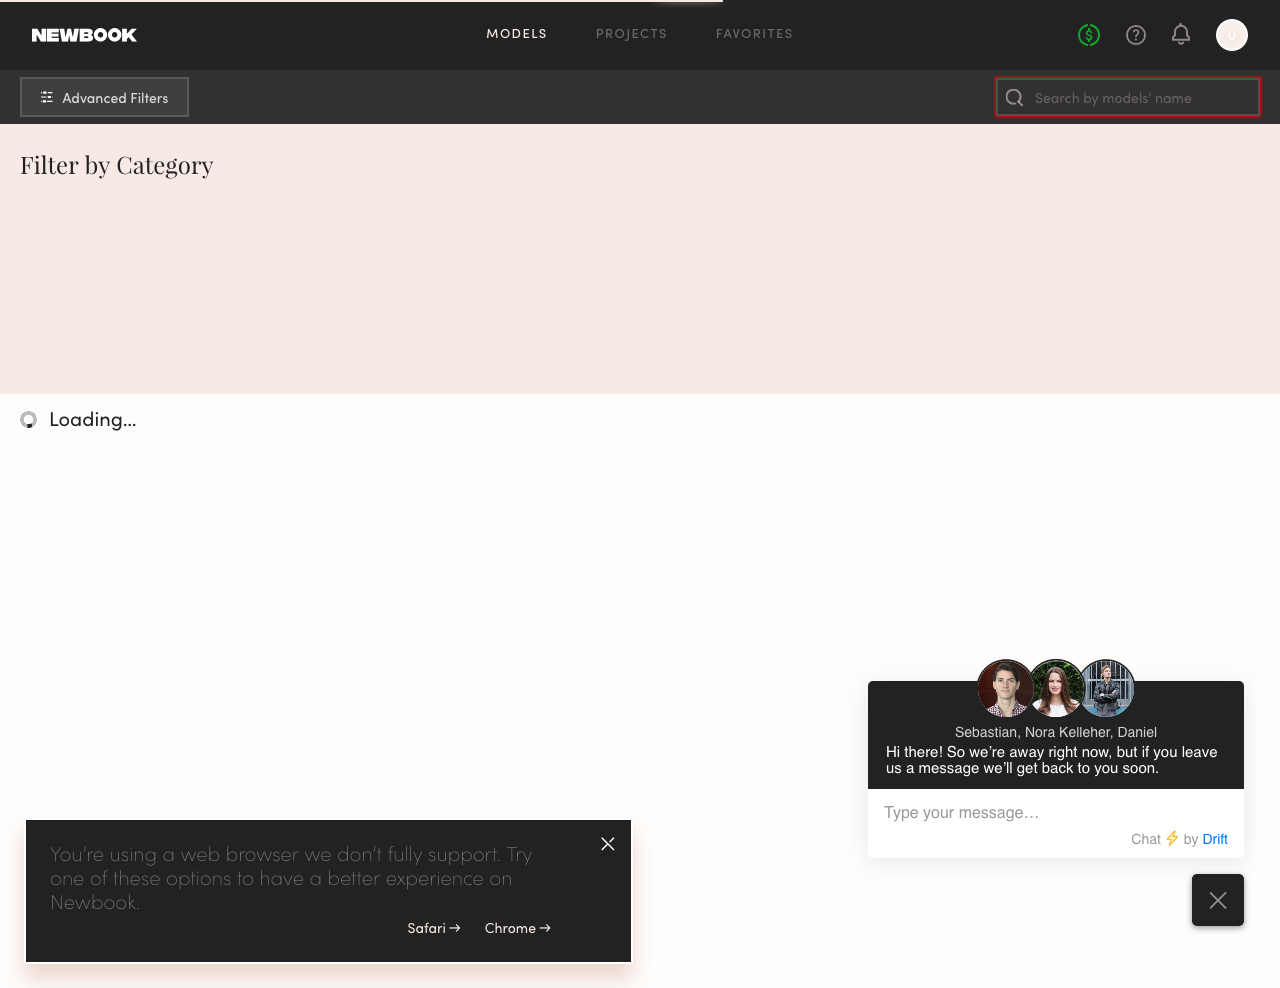 NEWBOOK
MODELS
PROJECTS
FAVORITES
U
Advanced Filters
Search by models’ name
Filter by Category
Loading...
Sebastian, Nora Kelleher, Daniel
Hi there! So we’re away right now, but if you leave
us a message we’ll get back to you soon.
Type your message…
Chat ⚡ by Drift
You’re using a web browser we don’t fully support. Try
one of these options to have a better experience on
Newbook.
Safari → Chrome →